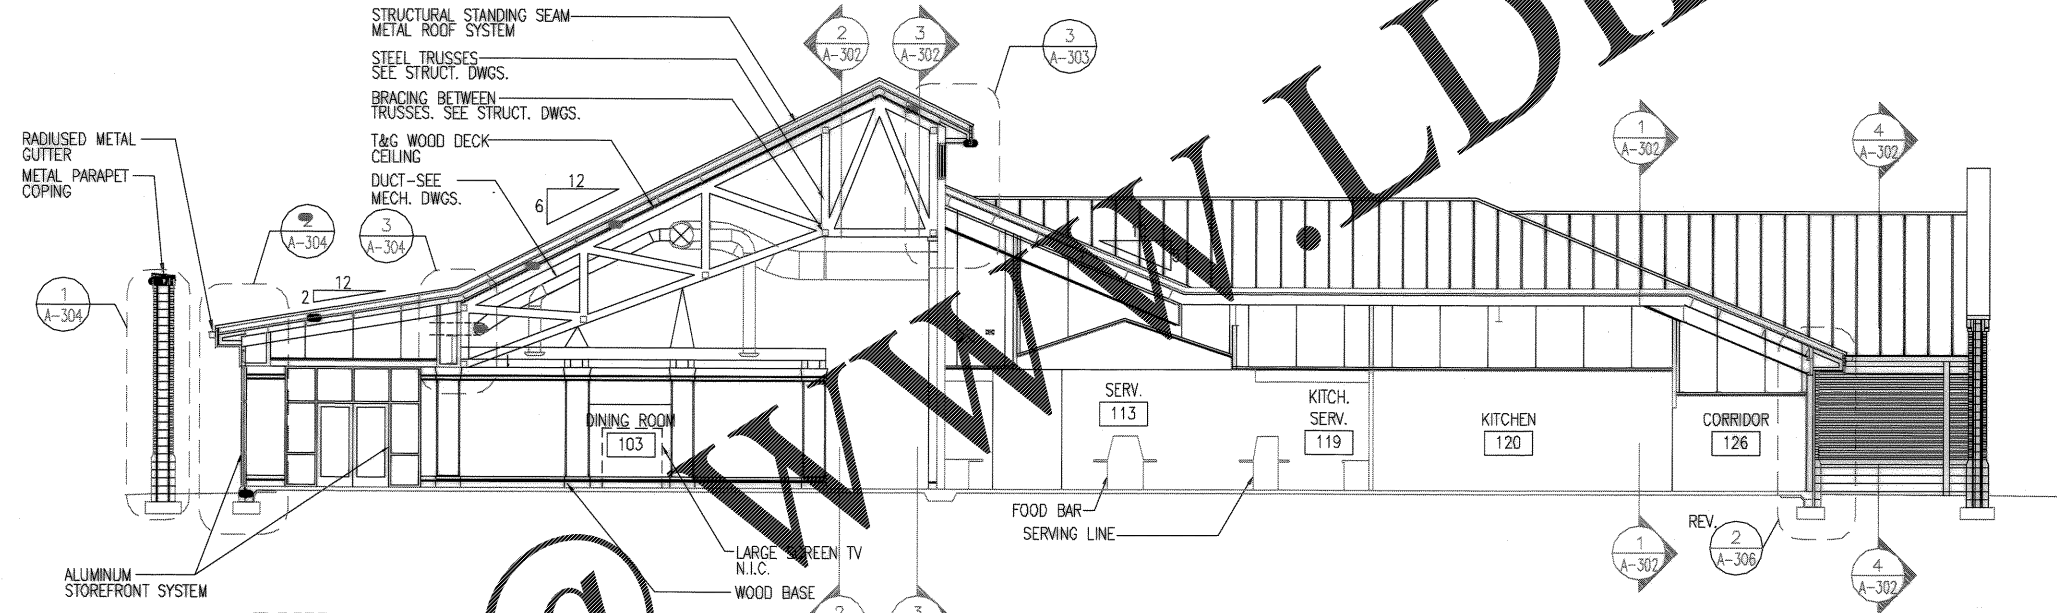 STRUCTURAL STANDING SEAM
METAL ROOF SYSTEM
STEEL TRUSSES
SEE STRUCT. DWGS.
BRACING BETWEEN
TRUSSES. SEE STRUCT. DWGS.
T&G WOOD DECK
CEILING
DUCT-SEE
MECH. DWGS.
RADIUSED METAL
GUTTER
METAL PARAPET
COPING
2
A-302
3
A-302
3
A-303
1
A-302
4
A-302
12
6
A-304
3
A-304
1
A-304
12
2
DINING ROOM
103
SERV.
113
KITCH.
SERV.
119
KITCHEN
120
CORRIDOR
126
FOOD BAR
SERVING LINE
LARGE SCREEN TV
N.I.C.
WOOD BASE
ALUMINUM
STOREFRONT SYSTEM
REV.
2
A-306
1
A-302
4
A-302
2
3
WWW.LD